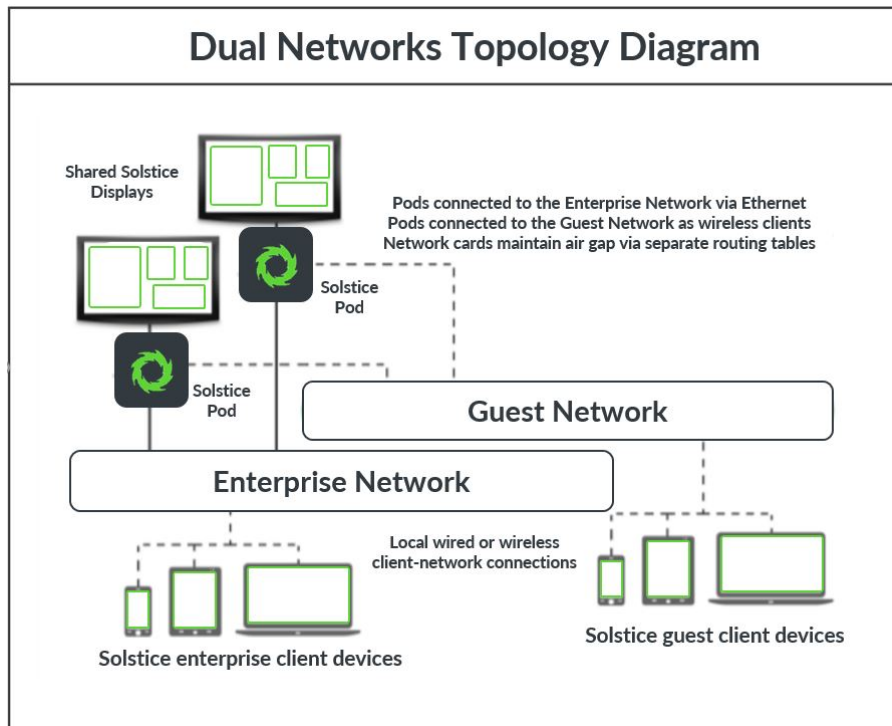 Dual Networks Topology Diagram
Shared Solstice
Displays
Pods connected to the Enterprise Network via Ethernet
Pods connected to the Guest Network as wireless clients
Network cards maintain air gap via separate routing tables
Solstice
Pod
Solstice
Pod
Guest Network
Enterprise Network
Local wired or wireless
client-network connections
Solstice guest client devices
Solstice enterprise client devices